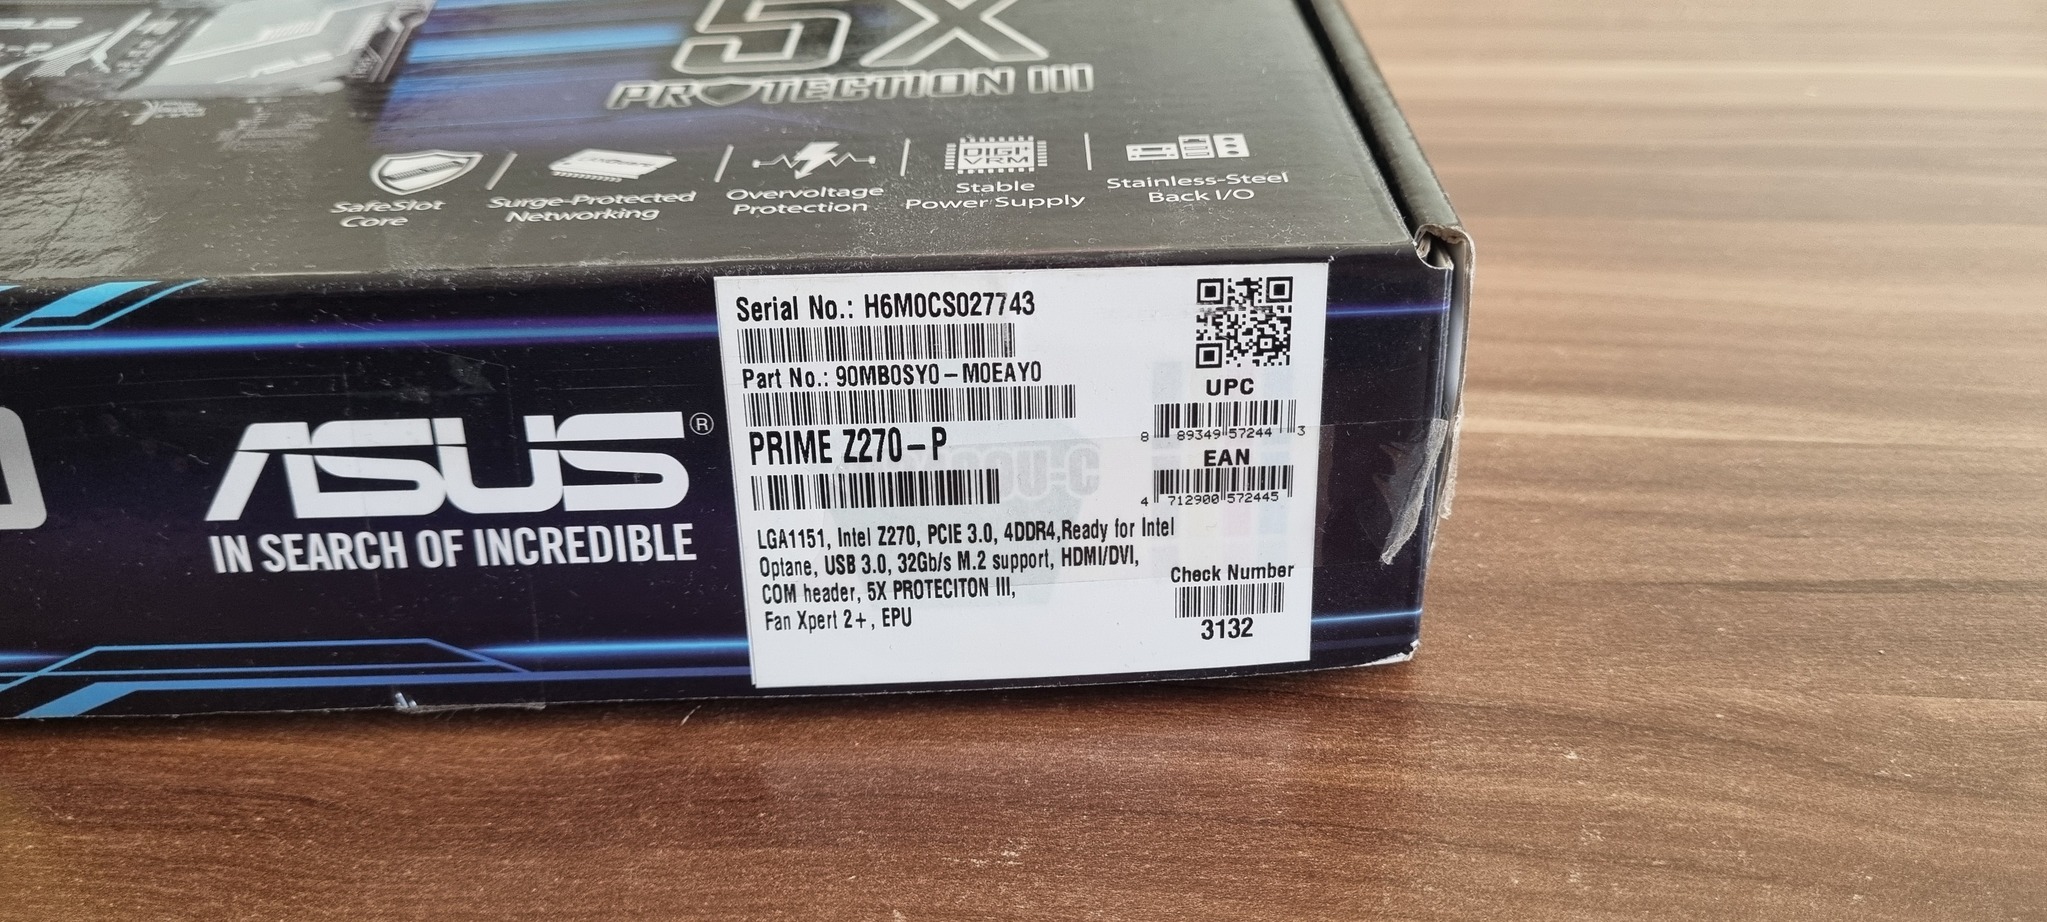 5X
PROTECTION III
SafeSlot
Core
Surge-Protected
Networking
Overvoltage
Protection
DIGI+
VRM
Stable
Power Supply
Stainless-Steel
Back I/O
ASUS®
IN SEARCH OF INCREDIBLE
Serial No.: H6M0CS027743
Part No.: 90MB0SY0-M0EAY0
PRIME Z270-P
LGA1151, Intel Z270, PCIE 3.0, 4DDR4,Ready for Intel
Optane, USB 3.0, 32Gb/s M.2 support, HDMI/DVI,
COM header, 5X PROTECITON III,
Fan Xpert 2+, EPU
UPC
8 89349 57244 3
EAN
4 712900 572445
Check Number
3132